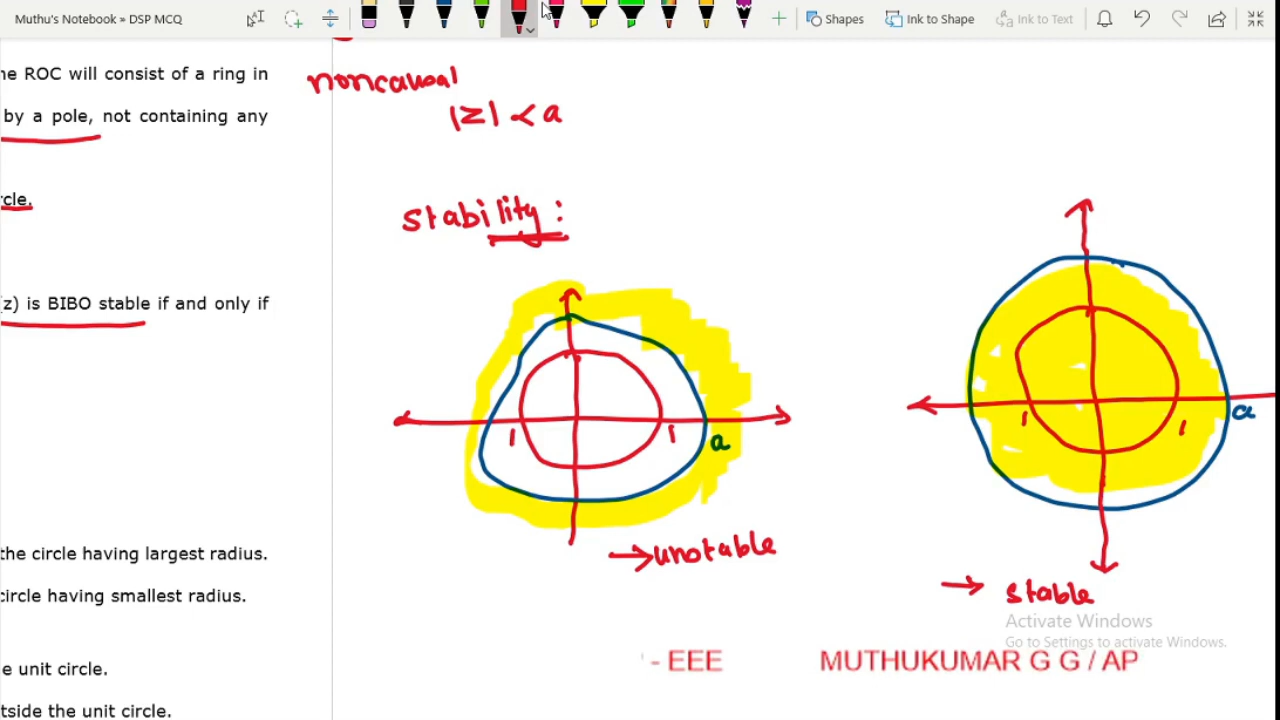 Muthu's Notebook » DSP MCQ
Shapes
Ink to Shape
Ink to Text
ne ROC will consist of a ring in
by a pole, not containing any
rcle.
(z) is BIBO stable if and only if
the circle having largest radius.
circle having smallest radius.
e unit circle.
tside the unit circle.
noncausal
|z| < a
Stability:
1 1 a
→ unstable
1 1 a
→ stable
Activate Windows
Go to Settings to activate Windows.
- EEE MUTHUKUMAR G G / AP